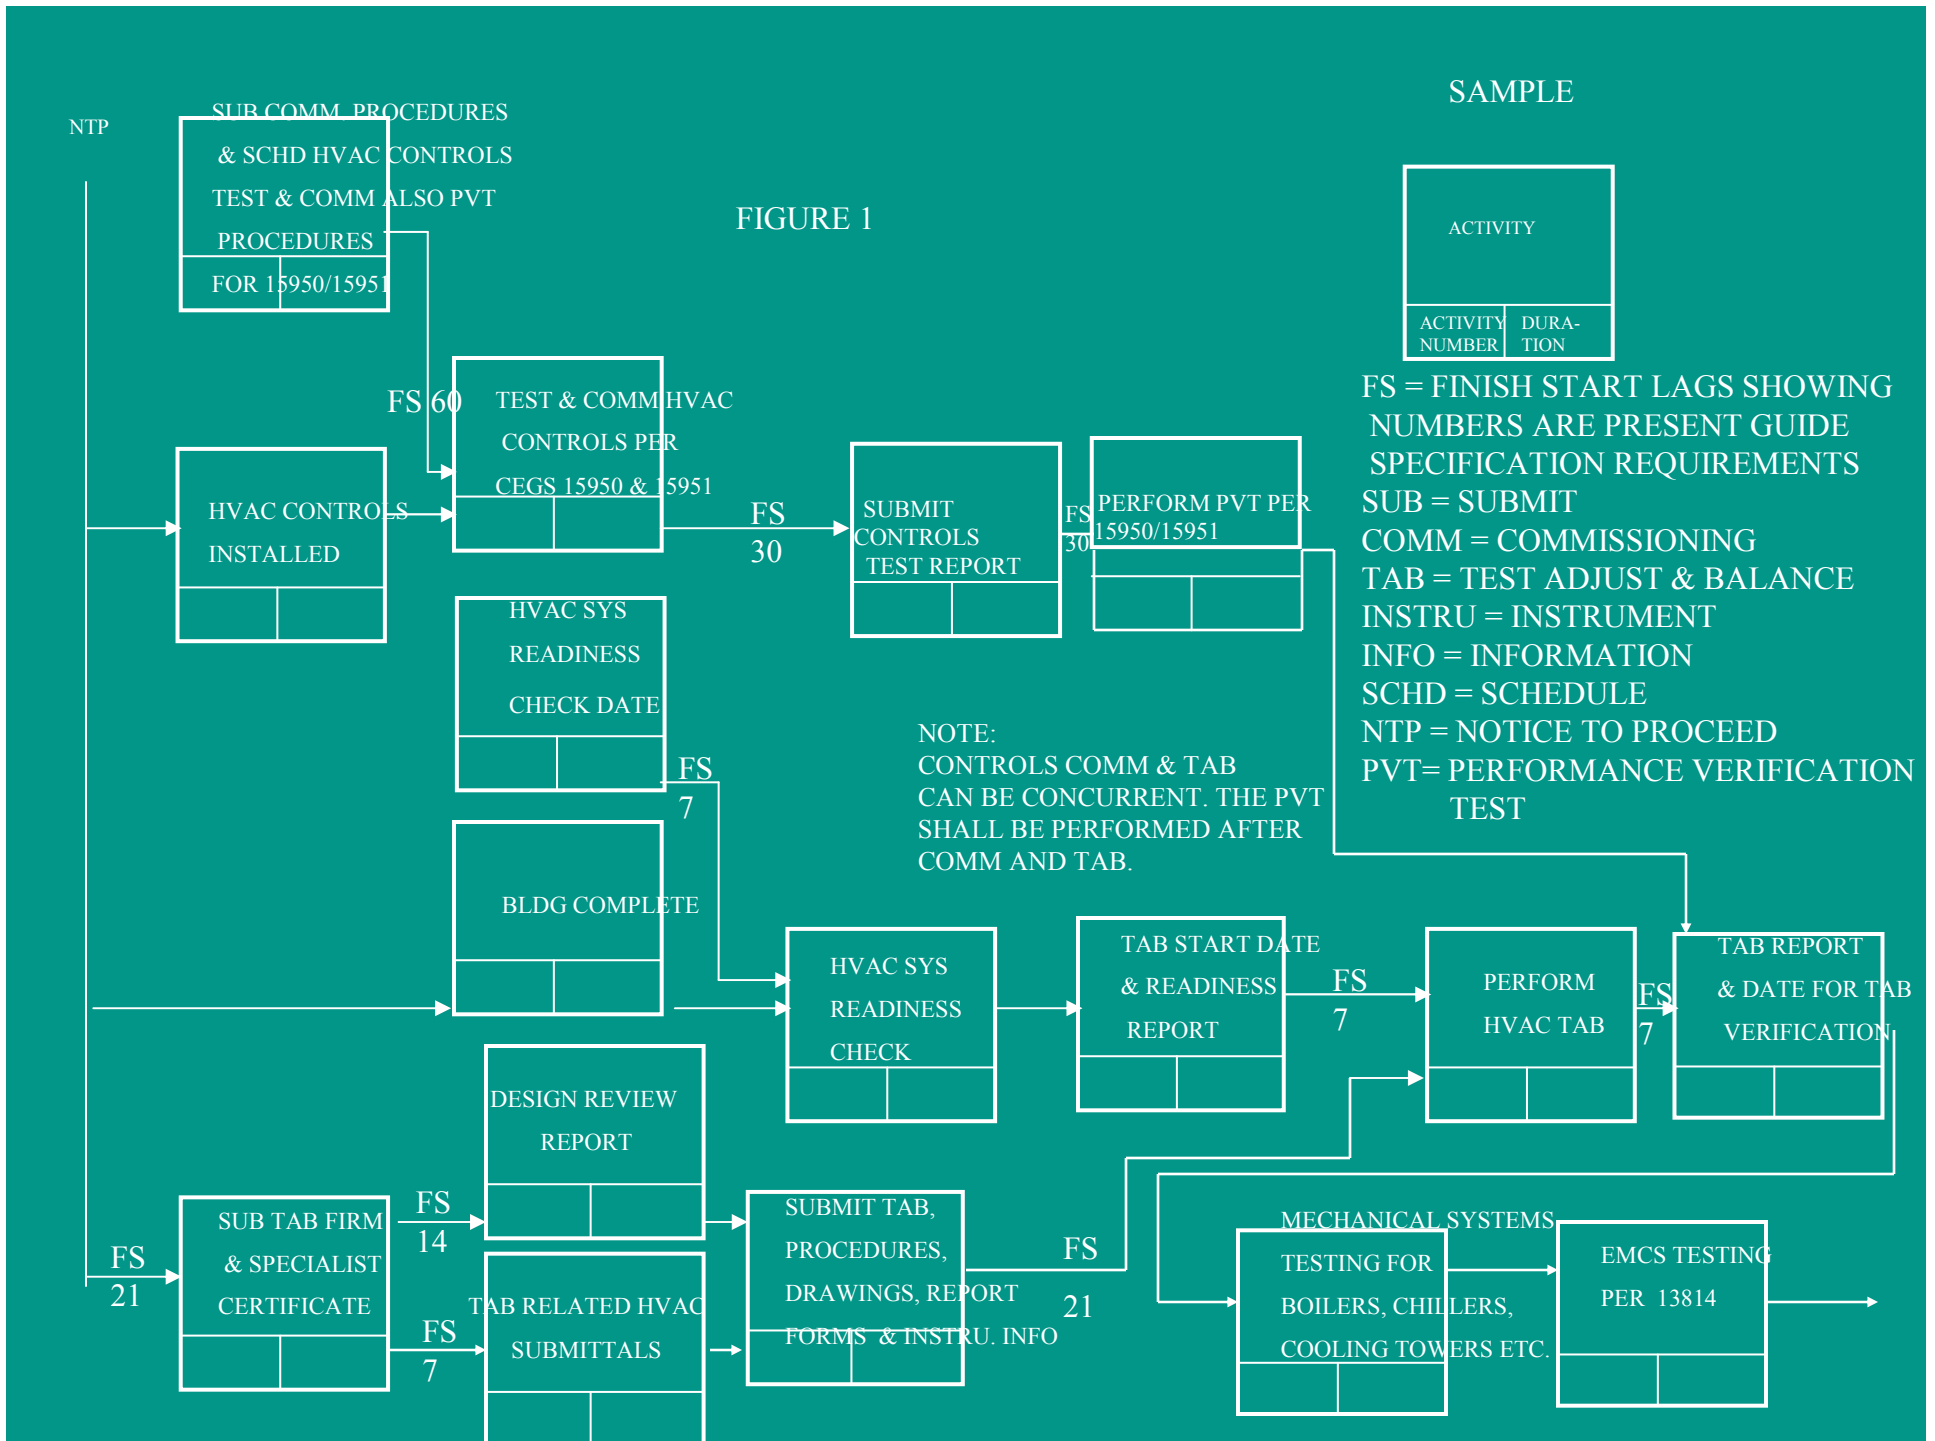 SAMPLE
NTP
SUB COMM. PROCEDURES
& SCHD HVAC CONTROLS
TEST & COMM ALSO PVT
PROCEDURES
FOR 15950/15951
FIGURE 1
ACTIVITY
ACTIVITY
NUMBER
DURA-
TION
FS = FINISH START LAGS SHOWING
NUMBERS ARE PRESENT GUIDE
SPECIFICATION REQUIREMENTS
SUB = SUBMIT
COMM = COMMISSIONING
TAB = TEST ADJUST & BALANCE
INSTRU = INSTRUMENT
INFO = INFORMATION
SCHD = SCHEDULE
NTP = NOTICE TO PROCEED
PVT= PERFORMANCE VERIFICATION
TEST
FS 60
TEST & COMM HVAC
CONTROLS PER
CEGS 15950 & 15951
HVAC CONTROLS
INSTALLED
FS
30
SUBMIT
CONTROLS
TEST REPORT
FS
30
PERFORM PVT PER
15950/15951
HVAC SYS
READINESS
CHECK DATE
FS
7
NOTE:
CONTROLS COMM & TAB
CAN BE CONCURRENT. THE PVT
SHALL BE PERFORMED AFTER
COMM AND TAB.
BLDG COMPLETE
HVAC SYS
READINESS
CHECK
TAB START DATE
& READINESS
REPORT
FS
7
PERFORM
HVAC TAB
FS
7
TAB REPORT
& DATE FOR TAB
VERIFICATION
DESIGN REVIEW
REPORT
FS
21
SUB TAB FIRM
& SPECIALIST
CERTIFICATE
FS
14
FS
7
TAB RELATED HVAC
SUBMITTALS
SUBMIT TAB,
PROCEDURES,
DRAWINGS, REPORT
FORMS & INSTRU. INFO
FS
21
MECHANICAL SYSTEMS
TESTING FOR
BOILERS, CHILLERS,
COOLING TOWERS ETC.
EMCS TESTING
PER 13814